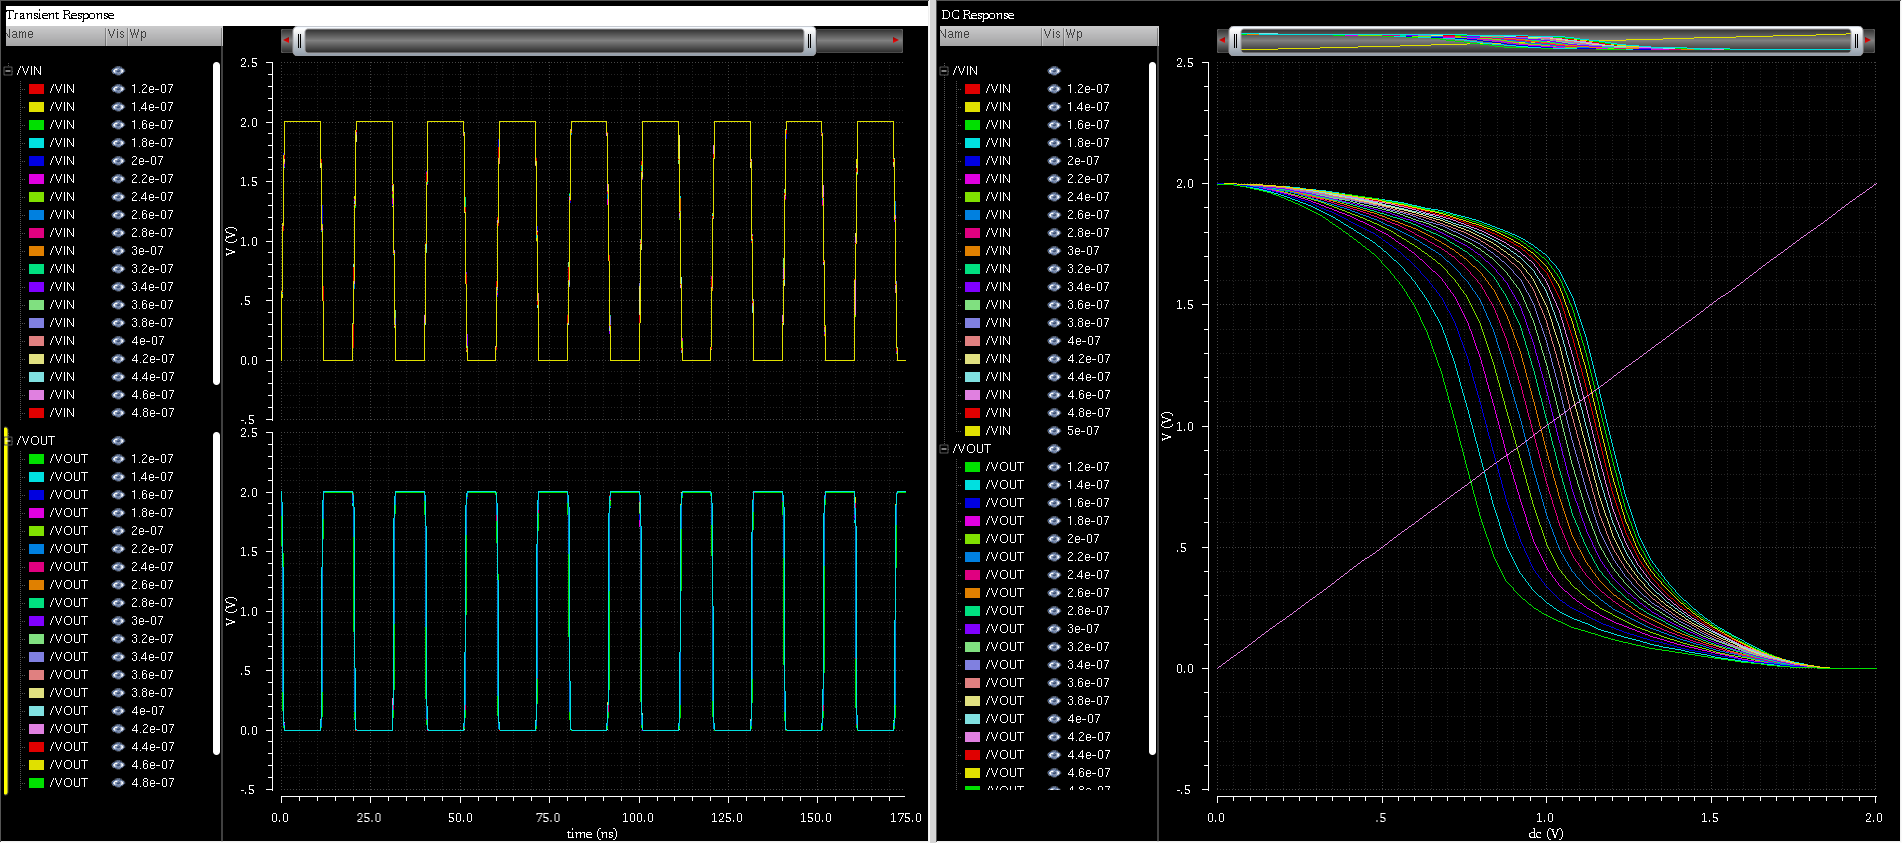 Transient Response
Name Vis Wp
/VIN
/VIN 1.2e-07
/VIN 1.4e-07
/VIN 1.6e-07
/VIN 1.8e-07
/VIN 2e-07
/VIN 2.2e-07
/VIN 2.4e-07
/VIN 2.6e-07
/VIN 2.8e-07
/VIN 3e-07
/VIN 3.2e-07
/VIN 3.4e-07
/VIN 3.6e-07
/VIN 3.8e-07
/VIN 4e-07
/VIN 4.2e-07
/VIN 4.4e-07
/VIN 4.6e-07
/VIN 4.8e-07
/VOUT
/VOUT 1.2e-07
/VOUT 1.4e-07
/VOUT 1.6e-07
/VOUT 1.8e-07
/VOUT 2e-07
/VOUT 2.2e-07
/VOUT 2.4e-07
/VOUT 2.6e-07
/VOUT 2.8e-07
/VOUT 3e-07
/VOUT 3.2e-07
/VOUT 3.4e-07
/VOUT 3.6e-07
/VOUT 3.8e-07
/VOUT 4e-07
/VOUT 4.2e-07
/VOUT 4.4e-07
/VOUT 4.6e-07
/VOUT 4.8e-07
2.5
2.0
1.5
V (V)
1.0
.5
0.0
-.5
2.5
2.0
1.5
V (V)
1.0
.5
0.0
-.5
0.0 25.0 50.0 75.0 100.0 125.0 150.0 175.0
time (ns)
DC Response
Name Vis Wp
/VIN
/VIN 1.2e-07
/VIN 1.4e-07
/VIN 1.6e-07
/VIN 1.8e-07
/VIN 2e-07
/VIN 2.2e-07
/VIN 2.4e-07
/VIN 2.6e-07
/VIN 2.8e-07
/VIN 3e-07
/VIN 3.2e-07
/VIN 3.4e-07
/VIN 3.6e-07
/VIN 3.8e-07
/VIN 4e-07
/VIN 4.2e-07
/VIN 4.4e-07
/VIN 4.6e-07
/VIN 4.8e-07
/VIN 5e-07
/VOUT
/VOUT 1.2e-07
/VOUT 1.4e-07
/VOUT 1.6e-07
/VOUT 1.8e-07
/VOUT 2e-07
/VOUT 2.2e-07
/VOUT 2.4e-07
/VOUT 2.6e-07
/VOUT 2.8e-07
/VOUT 3e-07
/VOUT 3.2e-07
/VOUT 3.4e-07
/VOUT 3.6e-07
/VOUT 3.8e-07
/VOUT 4e-07
/VOUT 4.2e-07
/VOUT 4.4e-07
/VOUT 4.6e-07
/VOUT 4.8e-07
2.5
2.0
1.5
V (V)
1.0
.5
0.0
-.5
0.0 .5 1.0 1.5 2.0
dc (V)